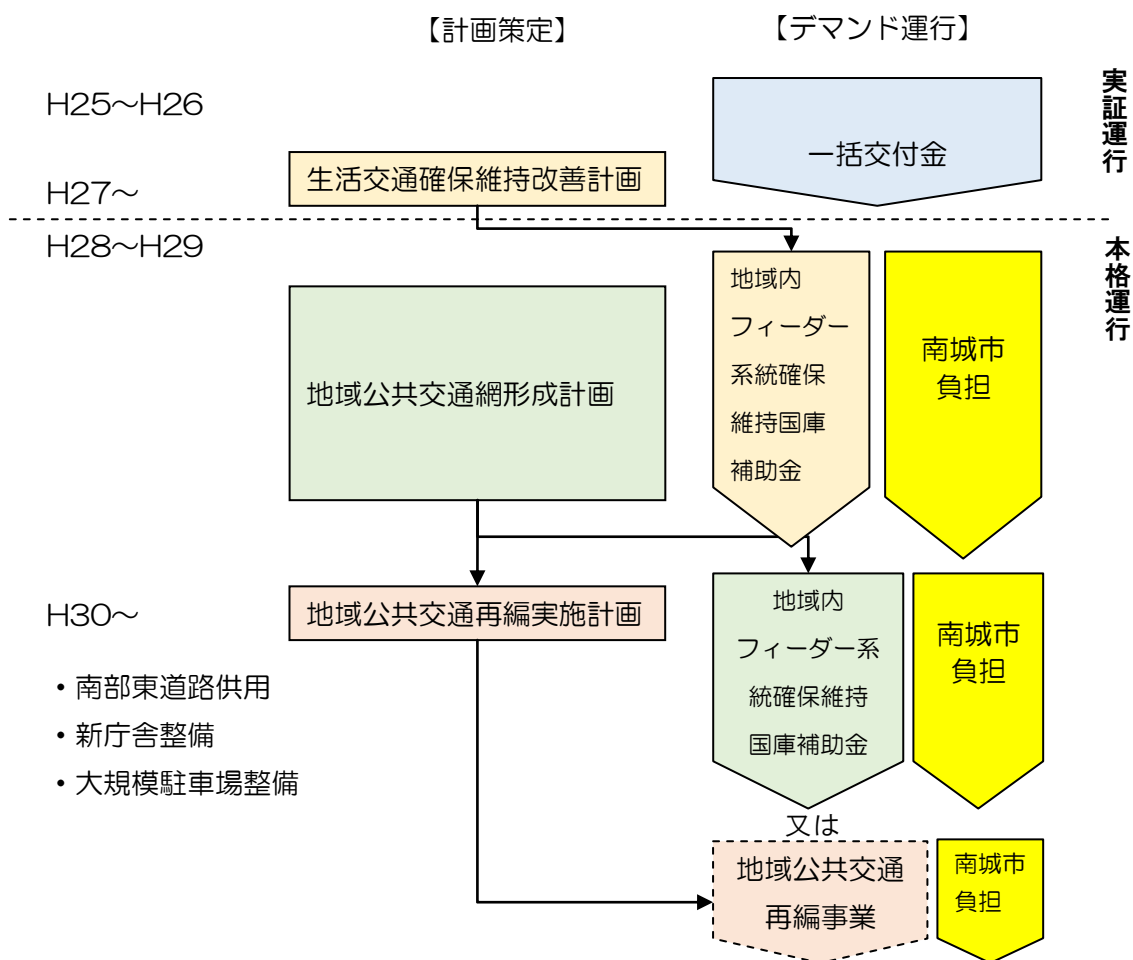 【計画策定】
【デマンド運行】
H25～H26
一括交付金
実証運行
H27～
生活交通確保維持改善計画
H28～H29
本格運行
地域公共交通網形成計画
地域内
フィーダー
系統確保
維持国庫
補助金
南城市
負担
H30～
地域公共交通再編実施計画
地域内
フィーダー系
統確保維持
国庫補助金
南城市
負担
・南部東道路供用
・新庁舎整備
・大規模駐車場整備
又は
地域公共交通
再編事業
南城市
負担